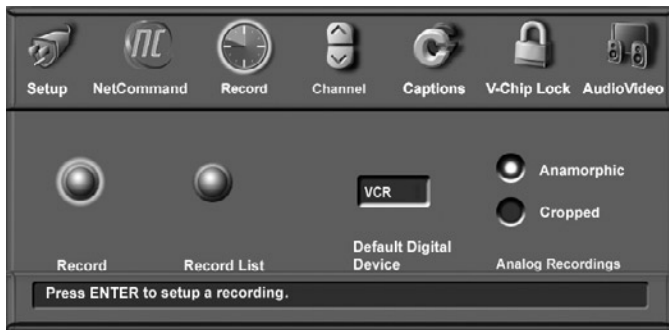 NC
Setup NetCommand Record Channel Captions V-Chip Lock AudioVideo
Anamorphic
VCR
Cropped
Record Record List Default Digital Device Analog Recordings
Press ENTER to setup a recording.